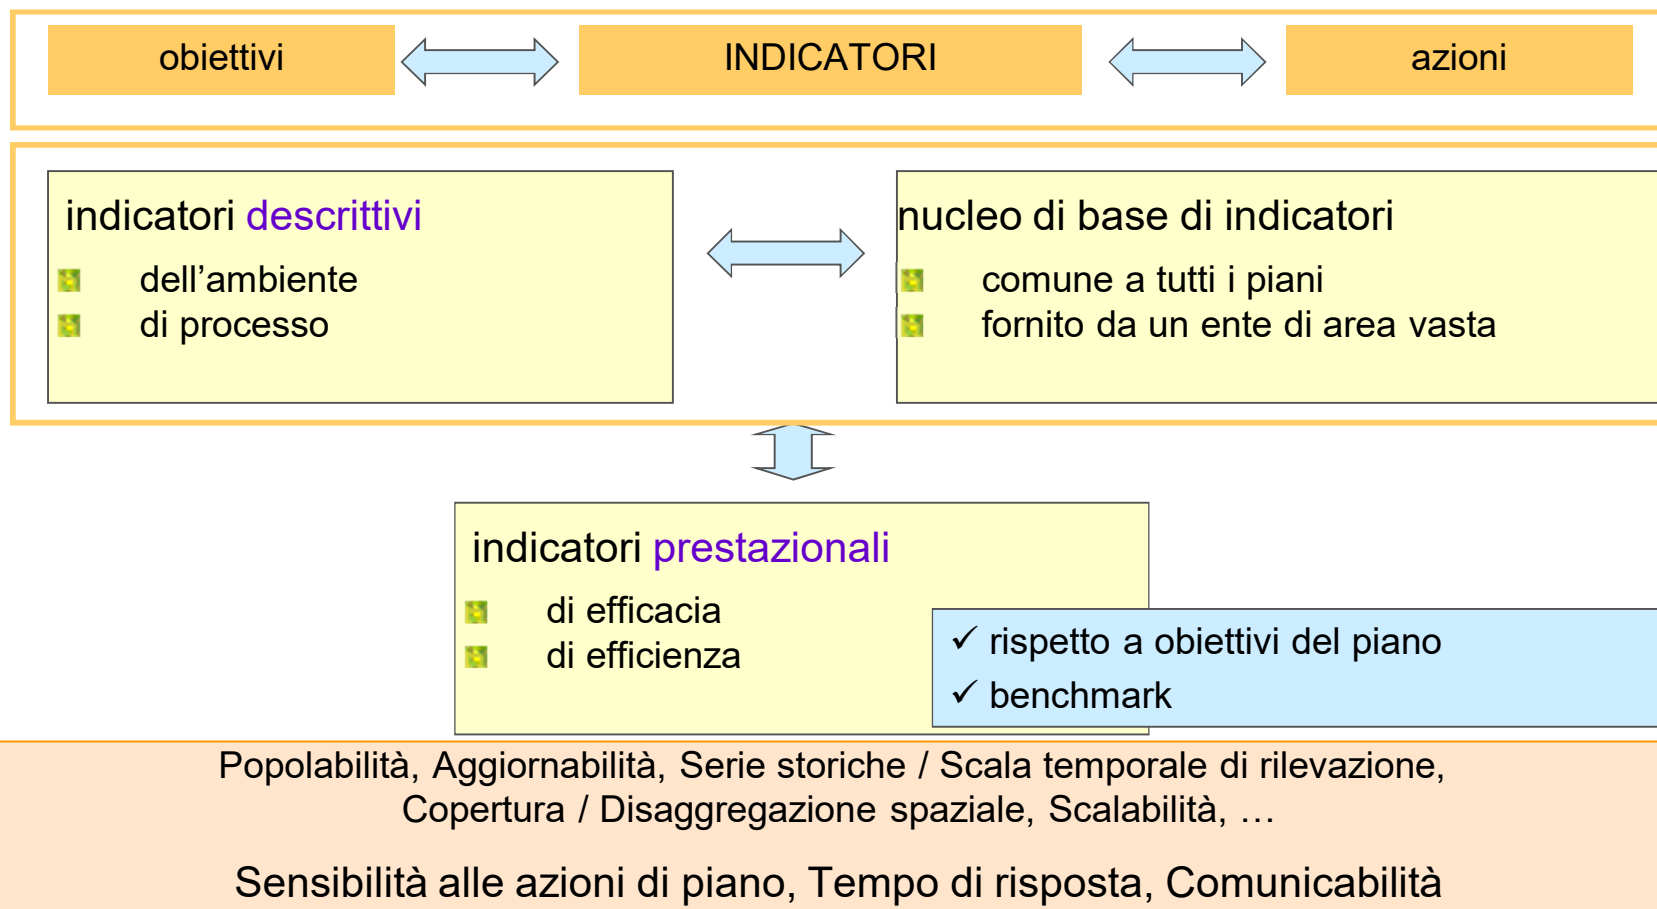 obiettivi
INDICATORI
azioni
indicatori descrittivi
dell’ambiente
di processo
nucleo di base di indicatori
comune a tutti i piani
fornito da un ente di area vasta
indicatori prestazionali
di efficacia
di efficienza
✓ rispetto a obiettivi del piano
✓ benchmark
Popolabilità, Aggiornabilità, Serie storiche / Scala temporale di rilevazione,
Copertura / Disaggregazione spaziale, Scalabilità, …
Sensibilità alle azioni di piano, Tempo di risposta, Comunicabilità